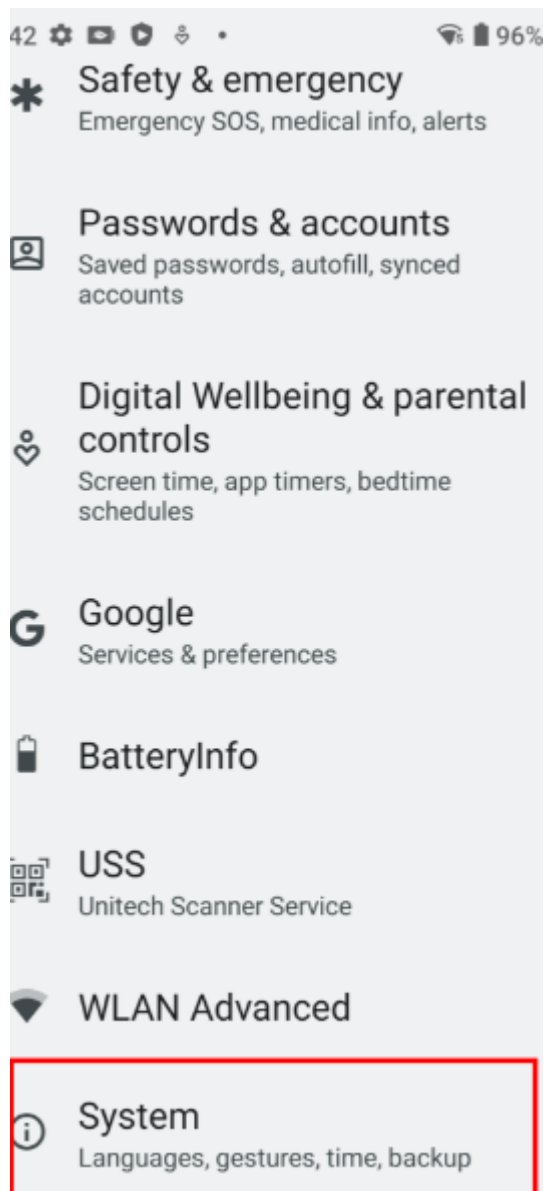 42 96%
Safety & emergency
Emergency SOS, medical info, alerts
Passwords & accounts
Saved passwords, autofill, synced
accounts
Digital Wellbeing & parental
controls
Screen time, app timers, bedtime
schedules
Google
Services & preferences
BatteryInfo
USS
Unitech Scanner Service
WLAN Advanced
System
Languages, gestures, time, backup